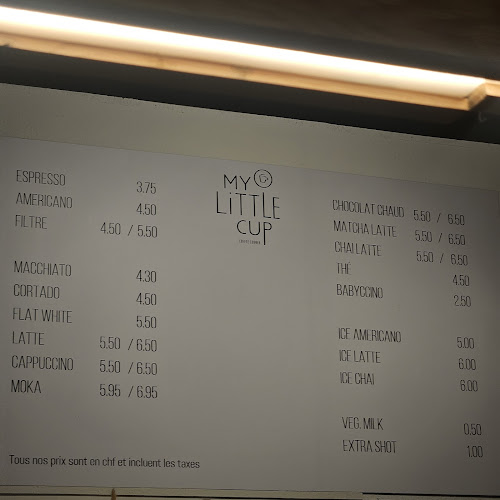 MY
LiTTLE
CUP
ESPRESSO 3.75
AMERICANO 4.50
FILTRE 4.50 / 5.50
MACCHIATO 4.30
CORTADO 4.50
FLAT WHITE 5.50
LATTE 5.50 / 6.50
CAPPUCCINO 5.50 / 6.50
MOKA 5.95 / 6.95
CHOCOLAT CHAUD 5.50 / 6.50
MATCHA LATTE 5.50 / 6.50
CHAI LATTE 5.50 / 6.50
THÉ 4.50
BABYCCINO 2.50
ICE AMERICANO 5.00
ICE LATTE 6.00
ICE CHAI 6.00
VEG. MILK 0.50
EXTRA SHOT 1.00
Tous nos prix sont en chf et incluent les taxes